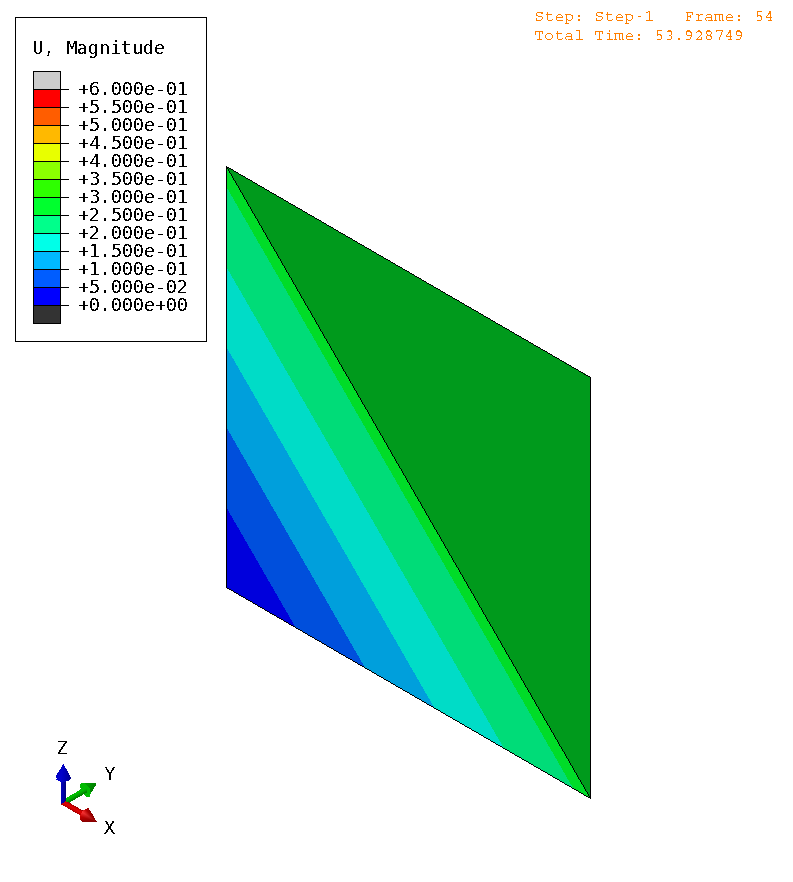 Step: Step-1 Frame: 54
Total Time: 53.928749
U, Magnitude
+6.000e-01
+5.500e-01
+5.000e-01
+4.500e-01
+4.000e-01
+3.500e-01
+3.000e-01
+2.500e-01
+2.000e-01
+1.500e-01
+1.000e-01
+5.000e-02
+0.000e+00
Z
Y
X